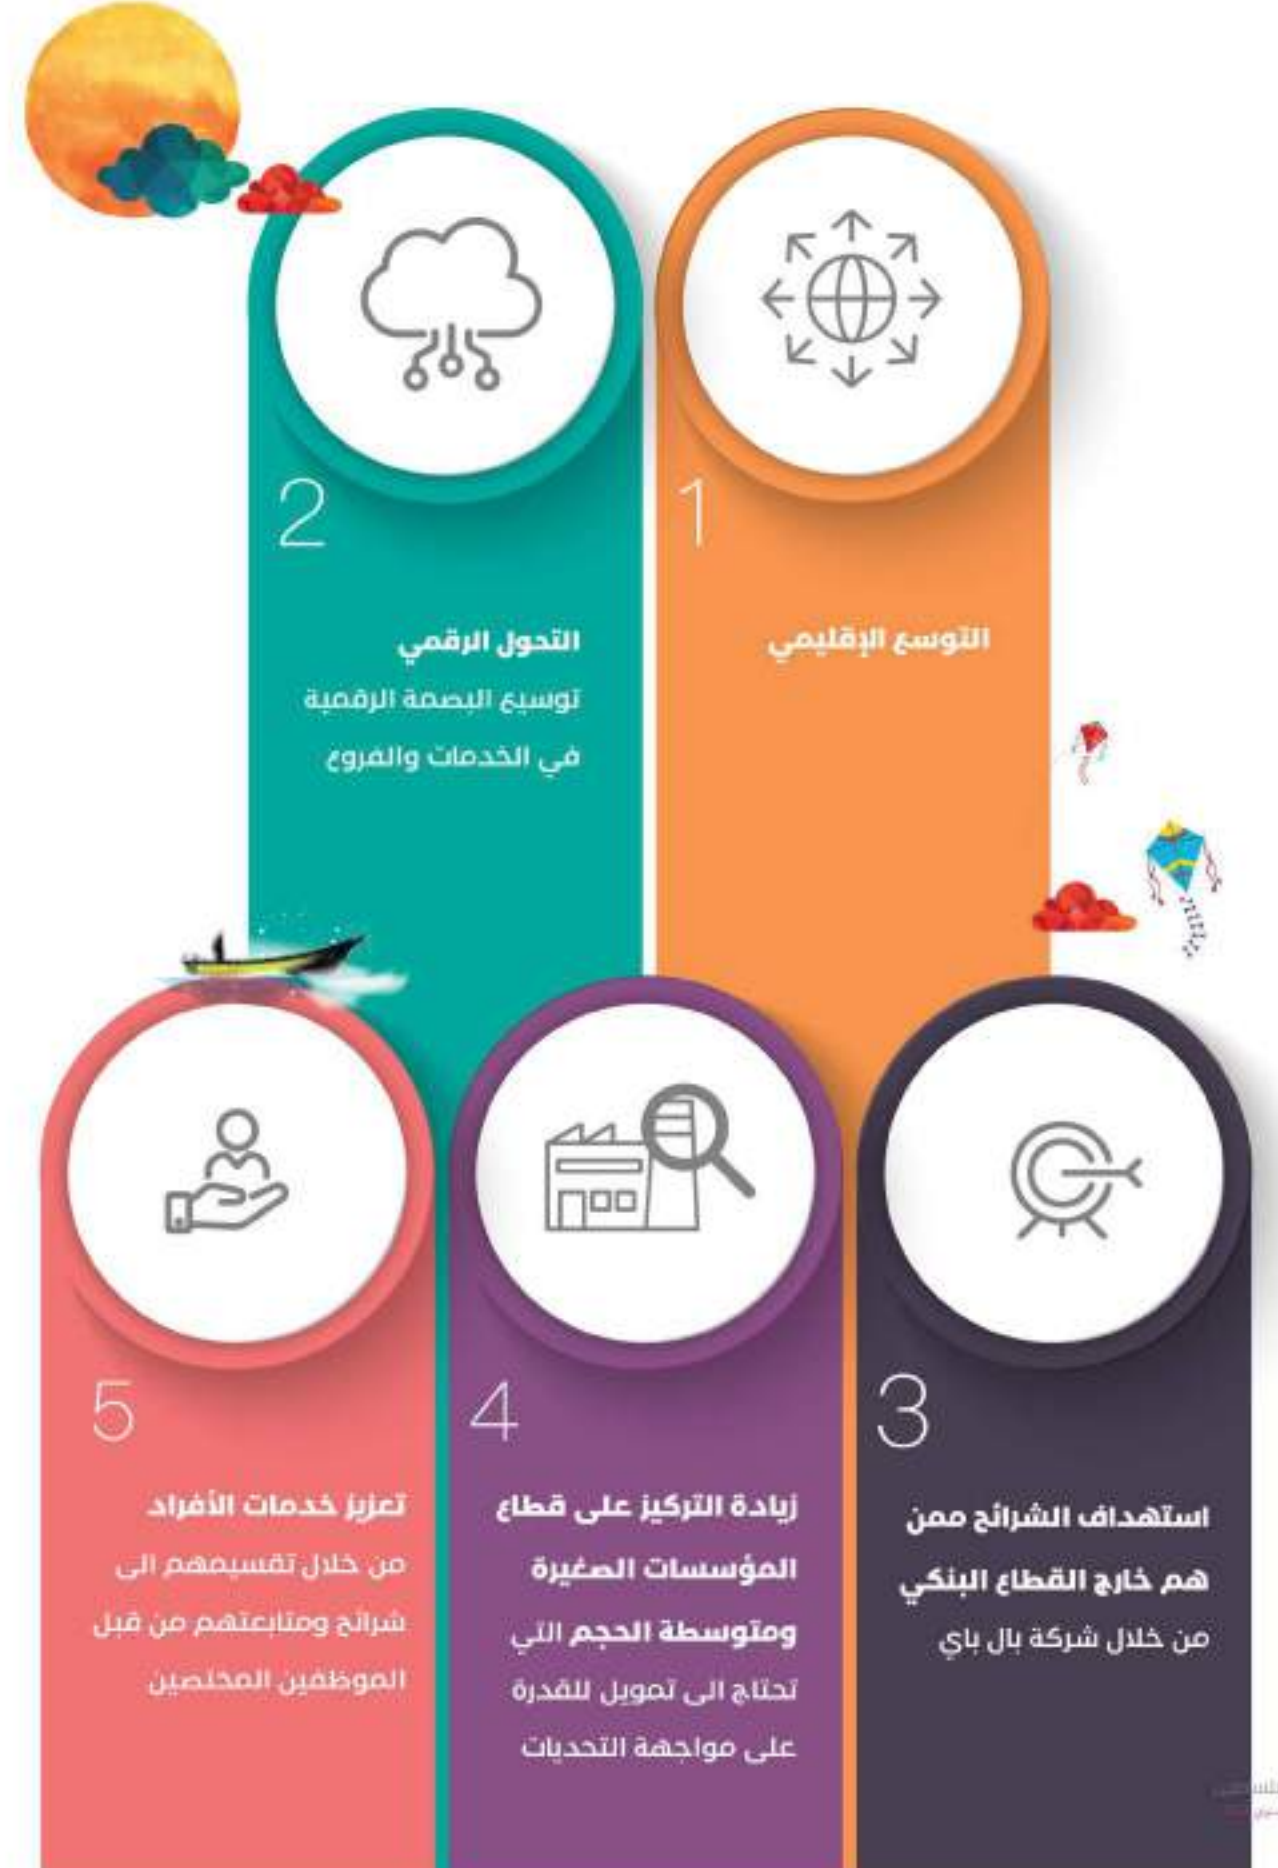 1
التوسع الإقليمي
2
التحول الرقمي
توسيع البصمة الرقمية
في الخدمات والفروع
3
استهداف الشرائح ممن
هم خارج القطاع البنكي
من خلال شركة بال باي
4
زيادة التركيز على قطاع
المؤسسات الصغيرة
ومتوسطة الحجم التي
تحتاج الى تمويل للقدرة
على مواجهة التحديات
5
تعزيز خدمات الأفراد
من خلال تقسيمهم الى
شرائح ومتابعتهم من قبل
الموظفين المخلصين